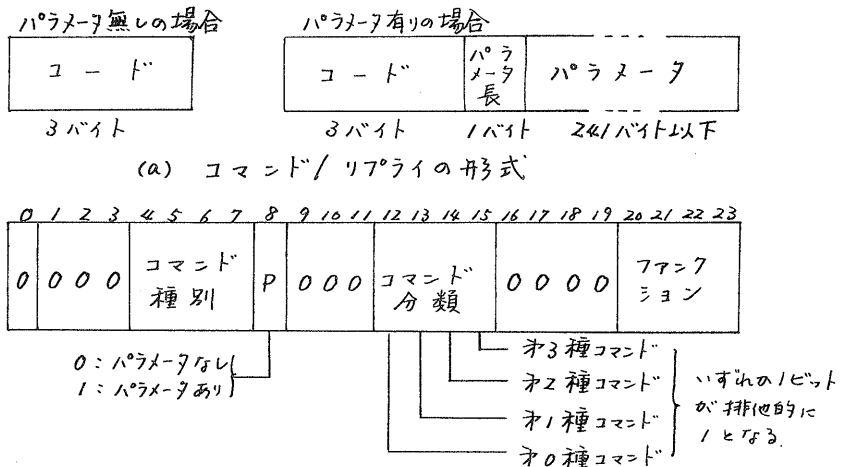 パラメータ無しの場合
パラメータ有りの場合
コード
コード
パラメータ長
パラメータ
3バイト
3バイト
1バイト
241バイト以下
(a) コマンド/リプライの形式
0 1 2 3 4 5 6 7 8 9 10 11 12 13 14 15 16 17 18 19 20 21 22 23
0
0 0 0
コマンド
種別
P
0 0 0
コマンド
分類
0 0 0 0
ファンク
ション
0:パラメータなし
1:パラメータあり
才3種コマンド
才2種コマンド
才1種コマンド
才0種コマンド
いずれの1ビット
が排他的に
1となる.